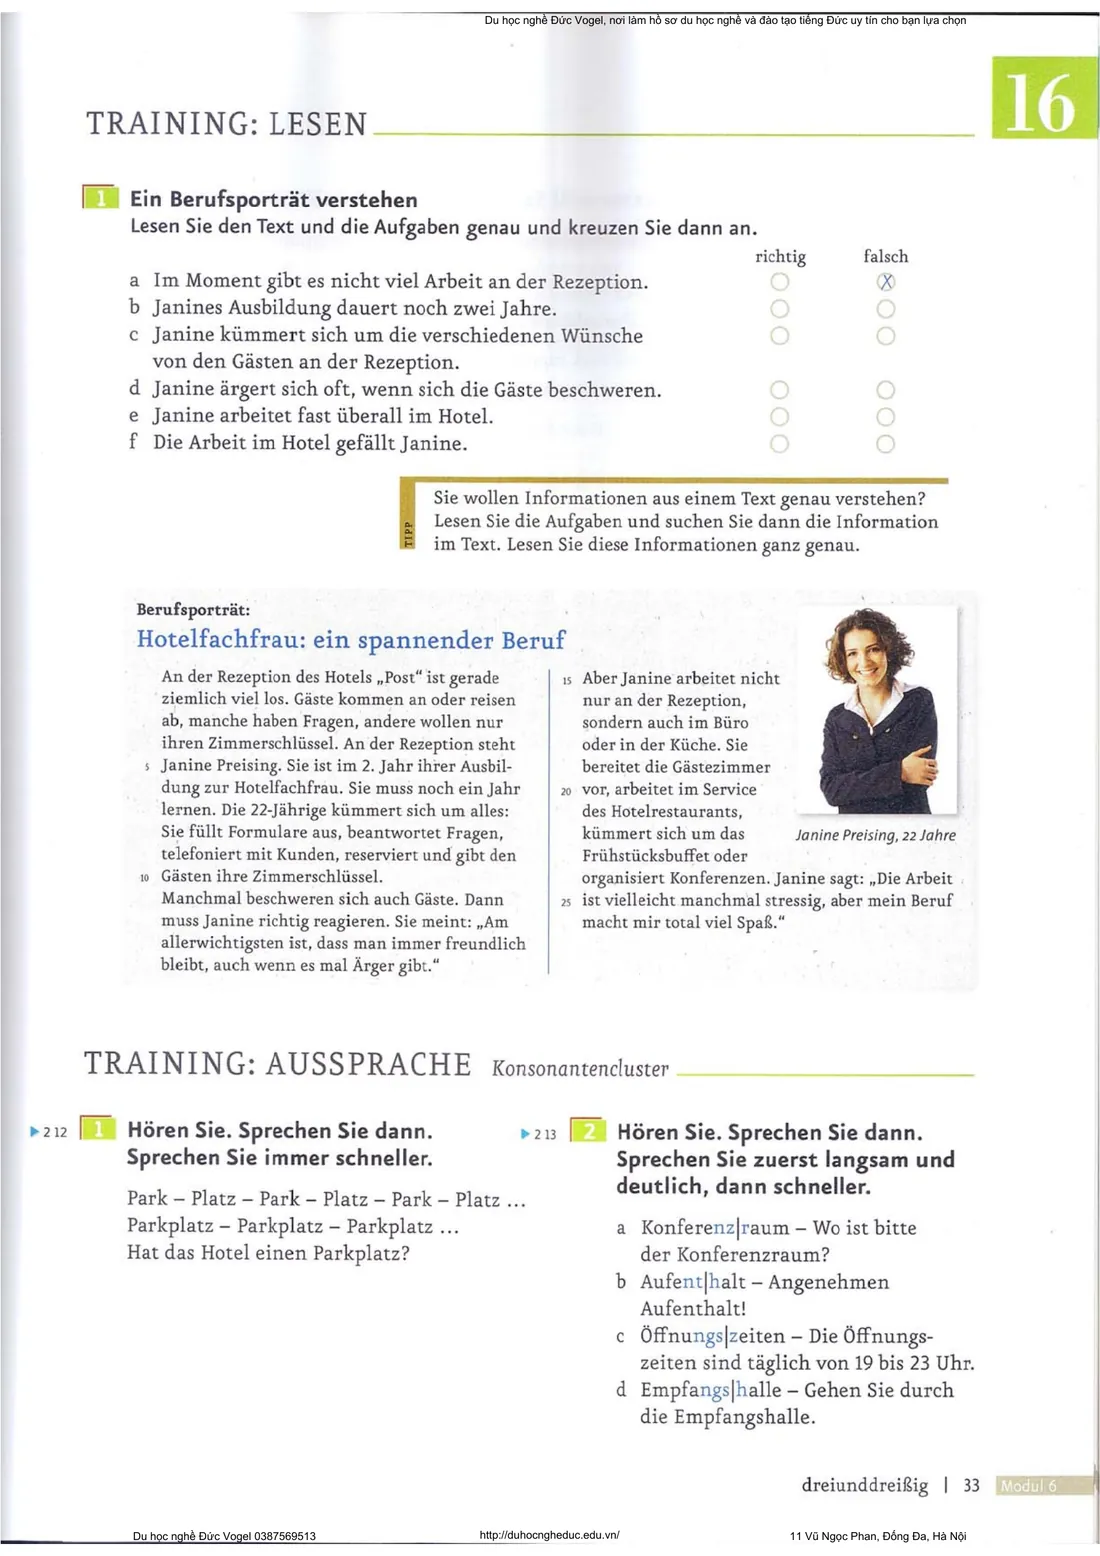 Du học nghề Đức Vogel, nơi làm hồ sơ du học nghề và đào tạo tiếng Đức uy tín cho bạn lựa chọn
16
TRAINING: LESEN
1 Ein Berufsporträt verstehen
Lesen Sie den Text und die Aufgaben genau und kreuzen Sie dann an.
richtig falsch
a Im Moment gibt es nicht viel Arbeit an der Rezeption.
b Janines Ausbildung dauert noch zwei Jahre.
c Janine kümmert sich um die verschiedenen Wünsche
von den Gästen an der Rezeption.
d Janine ärgert sich oft, wenn sich die Gäste beschweren.
e Janine arbeitet fast überall im Hotel.
f Die Arbeit im Hotel gefällt Janine.
TIPP
Sie wollen Informationen aus einem Text genau verstehen?
Lesen Sie die Aufgaben und suchen Sie dann die Information
im Text. Lesen Sie diese Informationen ganz genau.
Berufsporträt:
Hotelfachfrau: ein spannender Beruf
An der Rezeption des Hotels „Post“ ist gerade
ziemlich viel los. Gäste kommen an oder reisen
ab, manche haben Fragen, andere wollen nur
ihren Zimmerschlüssel. An der Rezeption steht
5 Janine Preising. Sie ist im 2. Jahr ihrer Ausbil-
dung zur Hotelfachfrau. Sie muss noch ein Jahr
lernen. Die 22-Jährige kümmert sich um alles:
Sie füllt Formulare aus, beantwortet Fragen,
telefoniert mit Kunden, reserviert und gibt den
10 Gästen ihre Zimmerschlüssel.
Manchmal beschweren sich auch Gäste. Dann
muss Janine richtig reagieren. Sie meint: „Am
allerwichtigsten ist, dass man immer freundlich
bleibt, auch wenn es mal Ärger gibt.“
15 Aber Janine arbeitet nicht
nur an der Rezeption,
sondern auch im Büro
oder in der Küche. Sie
bereitet die Gästezimmer
20 vor, arbeitet im Service
des Hotelrestaurants,
kümmert sich um das
Frühstücksbuffet oder
organisiert Konferenzen. Janine sagt: „Die Arbeit
25 ist vielleicht manchmal stressig, aber mein Beruf
macht mir total viel Spaß.“
Janine Preising, 22 Jahre
TRAINING: AUSSPRACHE Konsonantencluster
2 12 1 Hören Sie. Sprechen Sie dann.
Sprechen Sie immer schneller.
Park – Platz – Park – Platz – Park – Platz ...
Parkplatz – Parkplatz – Parkplatz ...
Hat das Hotel einen Parkplatz?
2 13 2 Hören Sie. Sprechen Sie dann.
Sprechen Sie zuerst langsam und
deutlich, dann schneller.
a Konferenz|raum – Wo ist bitte
der Konferenzraum?
b Aufent|halt – Angenehmen
Aufenthalt!
c Öffnungs|zeiten – Die Öffnungs-
zeiten sind täglich von 19 bis 23 Uhr.
d Empfangs|halle – Gehen Sie durch
die Empfangshalle.
dreiunddreißig | 33 Modul 6
Du học nghề Đức Vogel 0387569513 http://duhocngheduc.edu.vn/ 11 Vũ Ngọc Phan, Đống Đa, Hà Nội